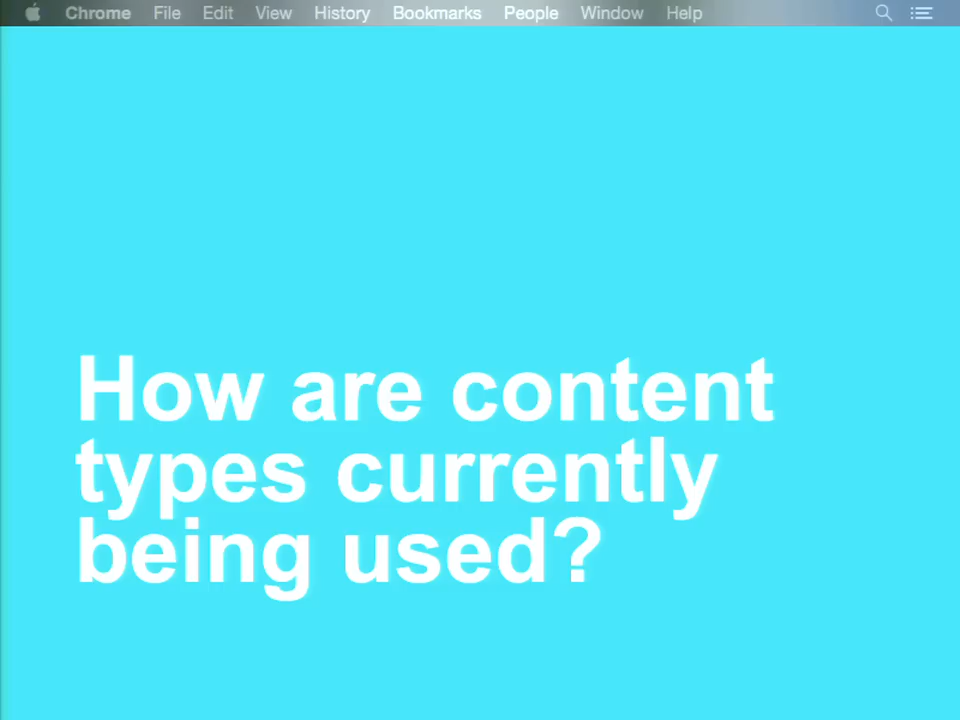 Chrome File Edit View History Bookmarks People Window Help
How are content
types currently
being used?